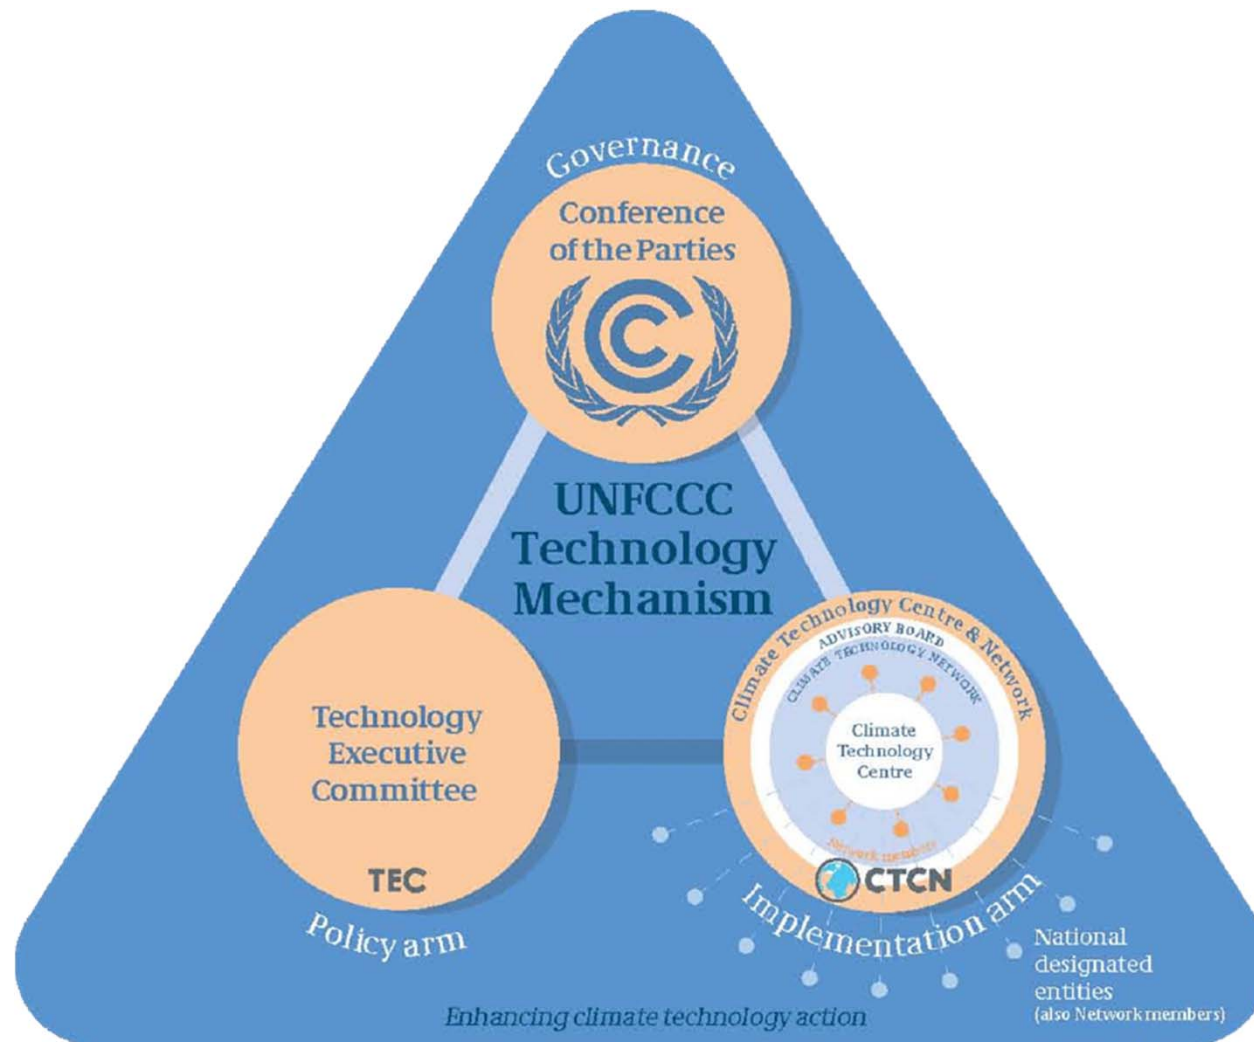 Governance
Conference
of the Parties
UNFCCC
Technology
Mechanism
Technology
Executive
Committee
TEC
Policy arm
Climate Technology Centre & Network
ADVISORY BOARD
CLIMATE TECHNOLOGY NETWORK
Climate
Technology
Centre
Network members
CTCN
Implementation arm
National
designated
entities
(also Network members)
Enhancing climate technology action